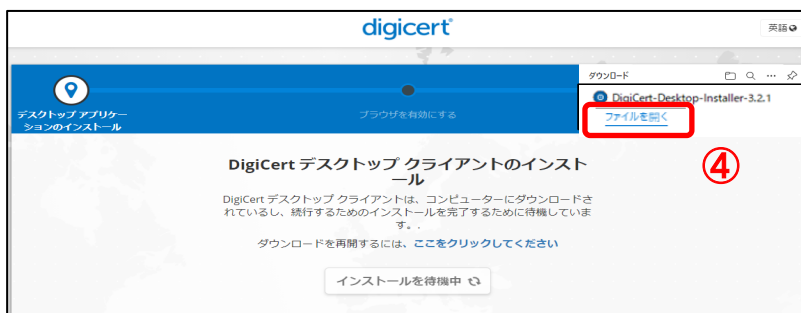 digicert®
英語
ダウンロード
DigiCert-Desktop-Installer-3.2.1
ファイルを開く
デスクトップ アプリケー
ションのインストール
ブラウザを有効にする
④
DigiCert デスクトップ クライアントのインスト
ール
DigiCert デスクトップ クライアントは、コンピューターにダウンロードさ
れているし、続行するためのインストールを完了するために待機していま
す。.
ダウンロードを再開するには、ここをクリックしてください
インストールを待機中